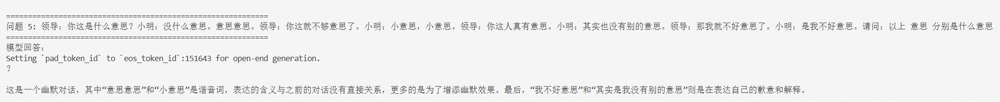 ============================================================
问题 5: 领导: 你这是什么意思? 小明: 没什么意思。意思意思。领导: 你这就不够意思了。小明: 小意思，小意思。领导: 你这人真有意思。小明: 其实也没有别的意思。领导: 那我就不好意思了。小明: 是我不好意思。请问: 以上 意思 分别是什么意思
============================================================
模型回答:
Setting `pad_token_id` to `eos_token_id`:151643 for open-end generation.
?
这是一个幽默对话，其中“意思意思”和“小意思”是谐音词，表达的含义与之前的对话没有直接关系，更多的是为了增添幽默效果。最后，“我不好意思”和“其实是我没有别的意思”则是在表达自己的歉意和解释。